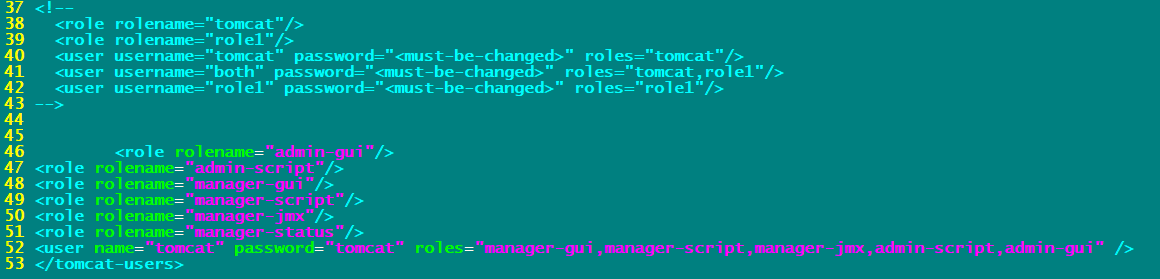 37 <!--
38   <role rolename="tomcat"/>
39   <role rolename="role1"/>
40   <user username="tomcat" password="<must-be-changed>" roles="tomcat"/>
41   <user username="both" password="<must-be-changed>" roles="tomcat,role1"/>
42   <user username="role1" password="<must-be-changed>" roles="role1"/>
43 -->
44
45
46         <role rolename="admin-gui"/>
47 <role rolename="admin-script"/>
48 <role rolename="manager-gui"/>
49 <role rolename="manager-script"/>
50 <role rolename="manager-jmx"/>
51 <role rolename="manager-status"/>
52 <user name="tomcat" password="tomcat" roles="manager-gui,manager-script,manager-jmx,admin-script,admin-gui" />
53 </tomcat-users>